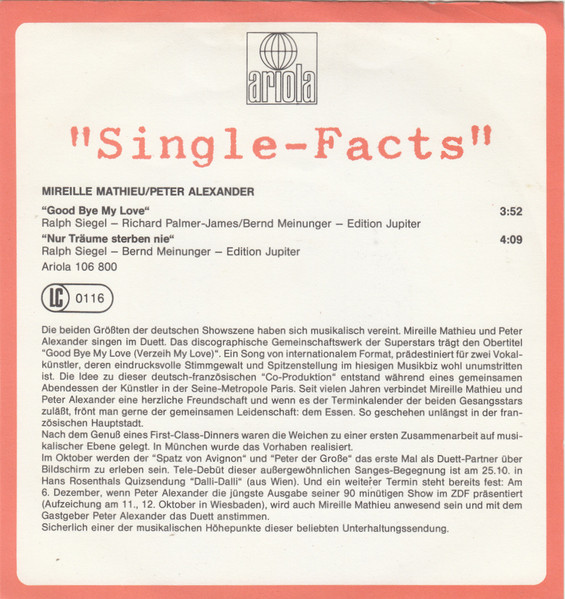 ariola
"Single-Facts"
MIREILLE MATHIEU/PETER ALEXANDER
“Good Bye My Love“ 3:52
Ralph Siegel – Richard Palmer-James/Bernd Meinunger – Edition Jupiter
“Nur Träume sterben nie“ 4:09
Ralph Siegel – Bernd Meinunger – Edition Jupiter
Ariola 106 800
LC 0116
Die beiden Größten der deutschen Showszene haben sich musikalisch vereint. Mireille Mathieu und Peter
Alexander singen im Duett. Das discographische Gemeinschaftswerk der Superstars trägt den Obertitel
"Good Bye My Love (Verzeih My Love)". Ein Song von internationalem Format, prädestiniert für zwei Vokal-
künstler, deren eindrucksvolle Stimmgewalt und Spitzenstellung im hiesigen Musikbiz wohl unumstritten
ist. Die Idee zu dieser deutsch-französischen "Co-Produktion" entstand während eines gemeinsamen
Abendessen der Künstler in der Seine-Metropole Paris. Seit vielen Jahren verbindet Mireille Mathieu und
Peter Alexander eine herzliche Freundschaft und wenn es der Terminkalender der beiden Gesangsstars
zuläßt, frönt man gerne der gemeinsamen Leidenschaft: dem Essen. So geschehen unlängst in der fran-
zösischen Hauptstadt.
Nach dem Genuß eines First-Class-Dinners waren die Weichen zu einer ersten Zusammenarbeit auf musi-
kalischer Ebene gelegt. In München wurde das Vorhaben realisiert.
Im Oktober werden der "Spatz von Avignon" und "Peter der Große" das erste Mal als Duett-Partner über
Bildschirm zu erleben sein. Tele-Debüt dieser außergewöhnlichen Sanges-Begegnung ist am 25.10. in
Hans Rosenthals Quizsendung "Dalli-Dalli" (aus Wien). Und ein weiterer Termin steht bereits fest: Am
6. Dezember, wenn Peter Alexander die jüngste Ausgabe seiner 90 minütigen Show im ZDF präsentiert
(Aufzeichung am 11., 12. Oktober in Wiesbaden), wird auch Mireille Mathieu anwesend sein und mit dem
Gastgeber Peter Alexander das Duett anstimmen.
Sicherlich einer der musikalischen Höhepunkte dieser beliebten Unterhaltungssendung.